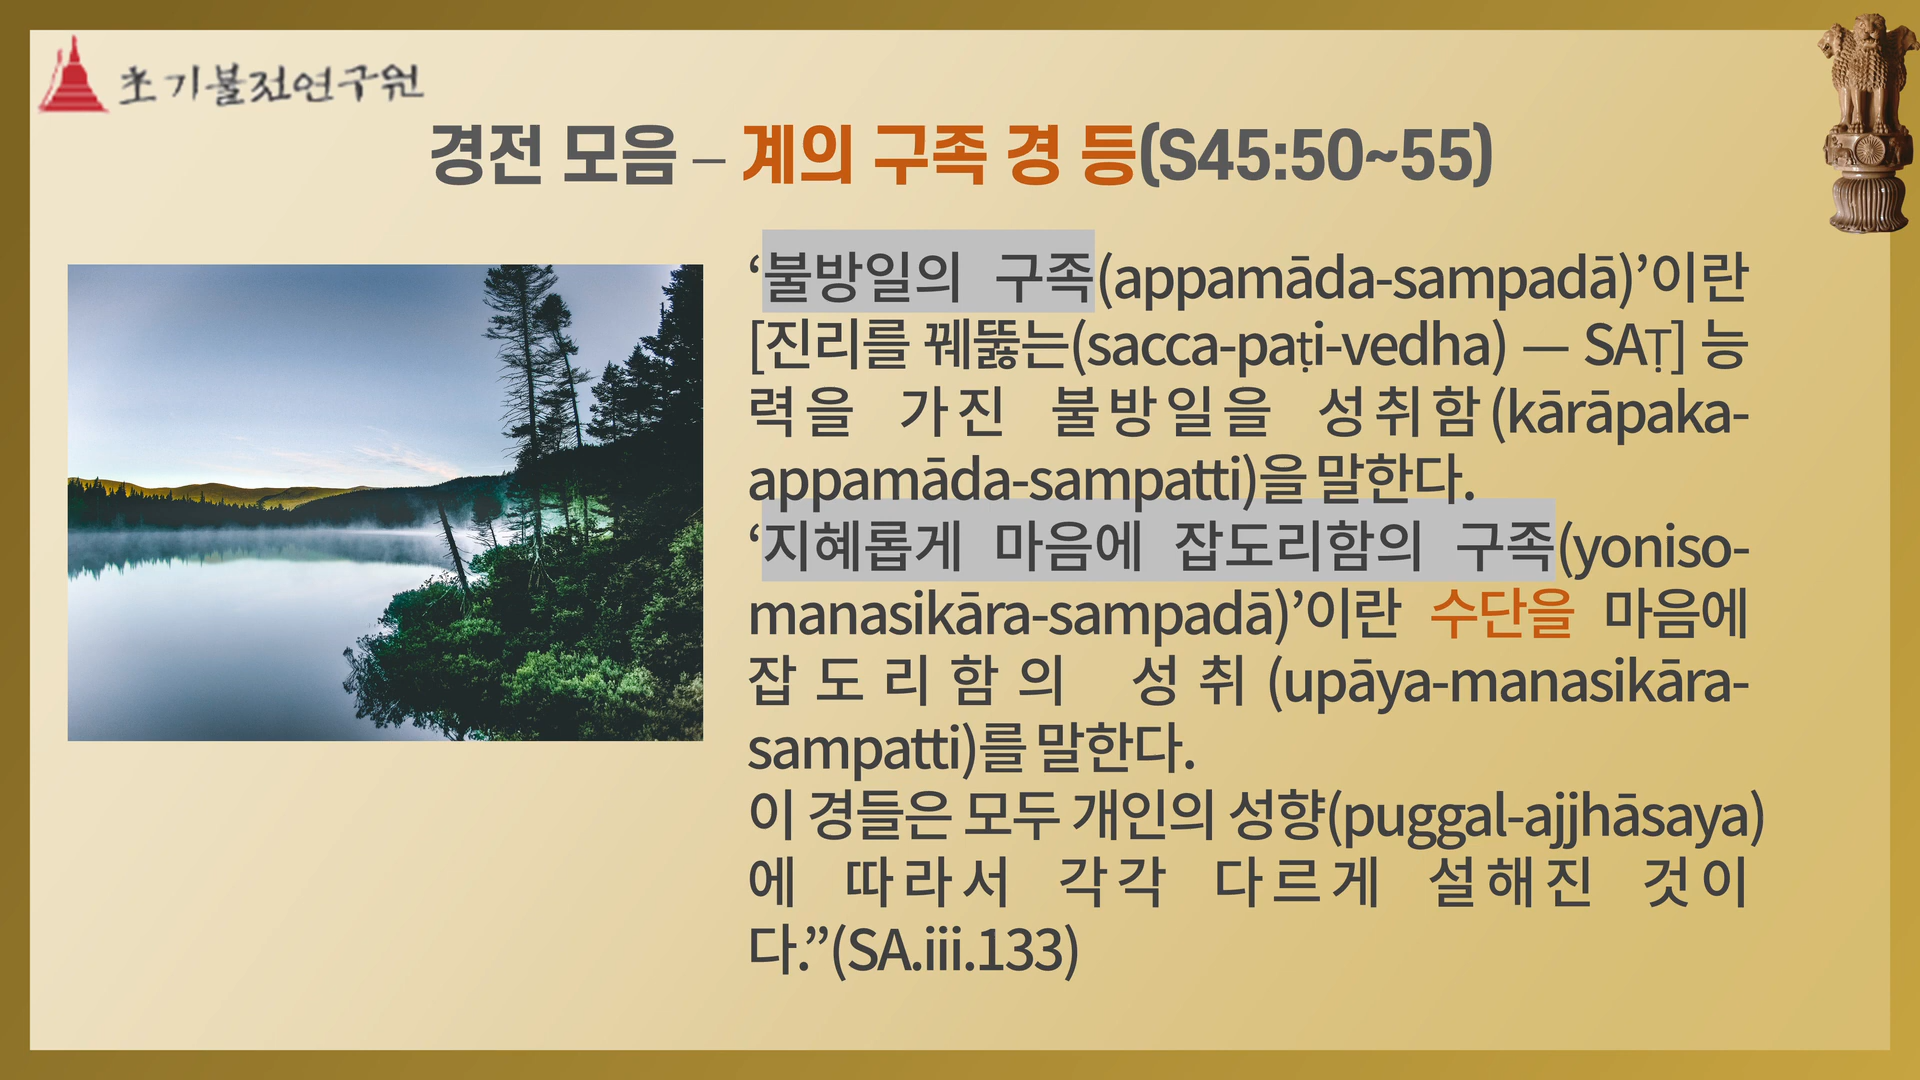 초기불전연구원
경전 모음 – 계의 구족 경 등(S45:50~55)
‘불방일의 구족(appamāda-sampadā)’이란
[진리를 꿰뚫는(sacca-paṭi-vedha) — SAṬ] 능
력을 가진 불방일을 성취함(kārāpaka-
appamāda-sampatti)을 말한다.
‘지혜롭게 마음에 잡도리함의 구족(yoniso-
manasikāra-sampadā)’이란 수단을 마음에
잡도리함의 성취(upāya-manasikāra-
sampatti)를 말한다.
이 경들은 모두 개인의 성향(puggal-ajjhāsaya)
에 따라서 각각 다르게 설해진 것이
다.”(SA.iii.133)